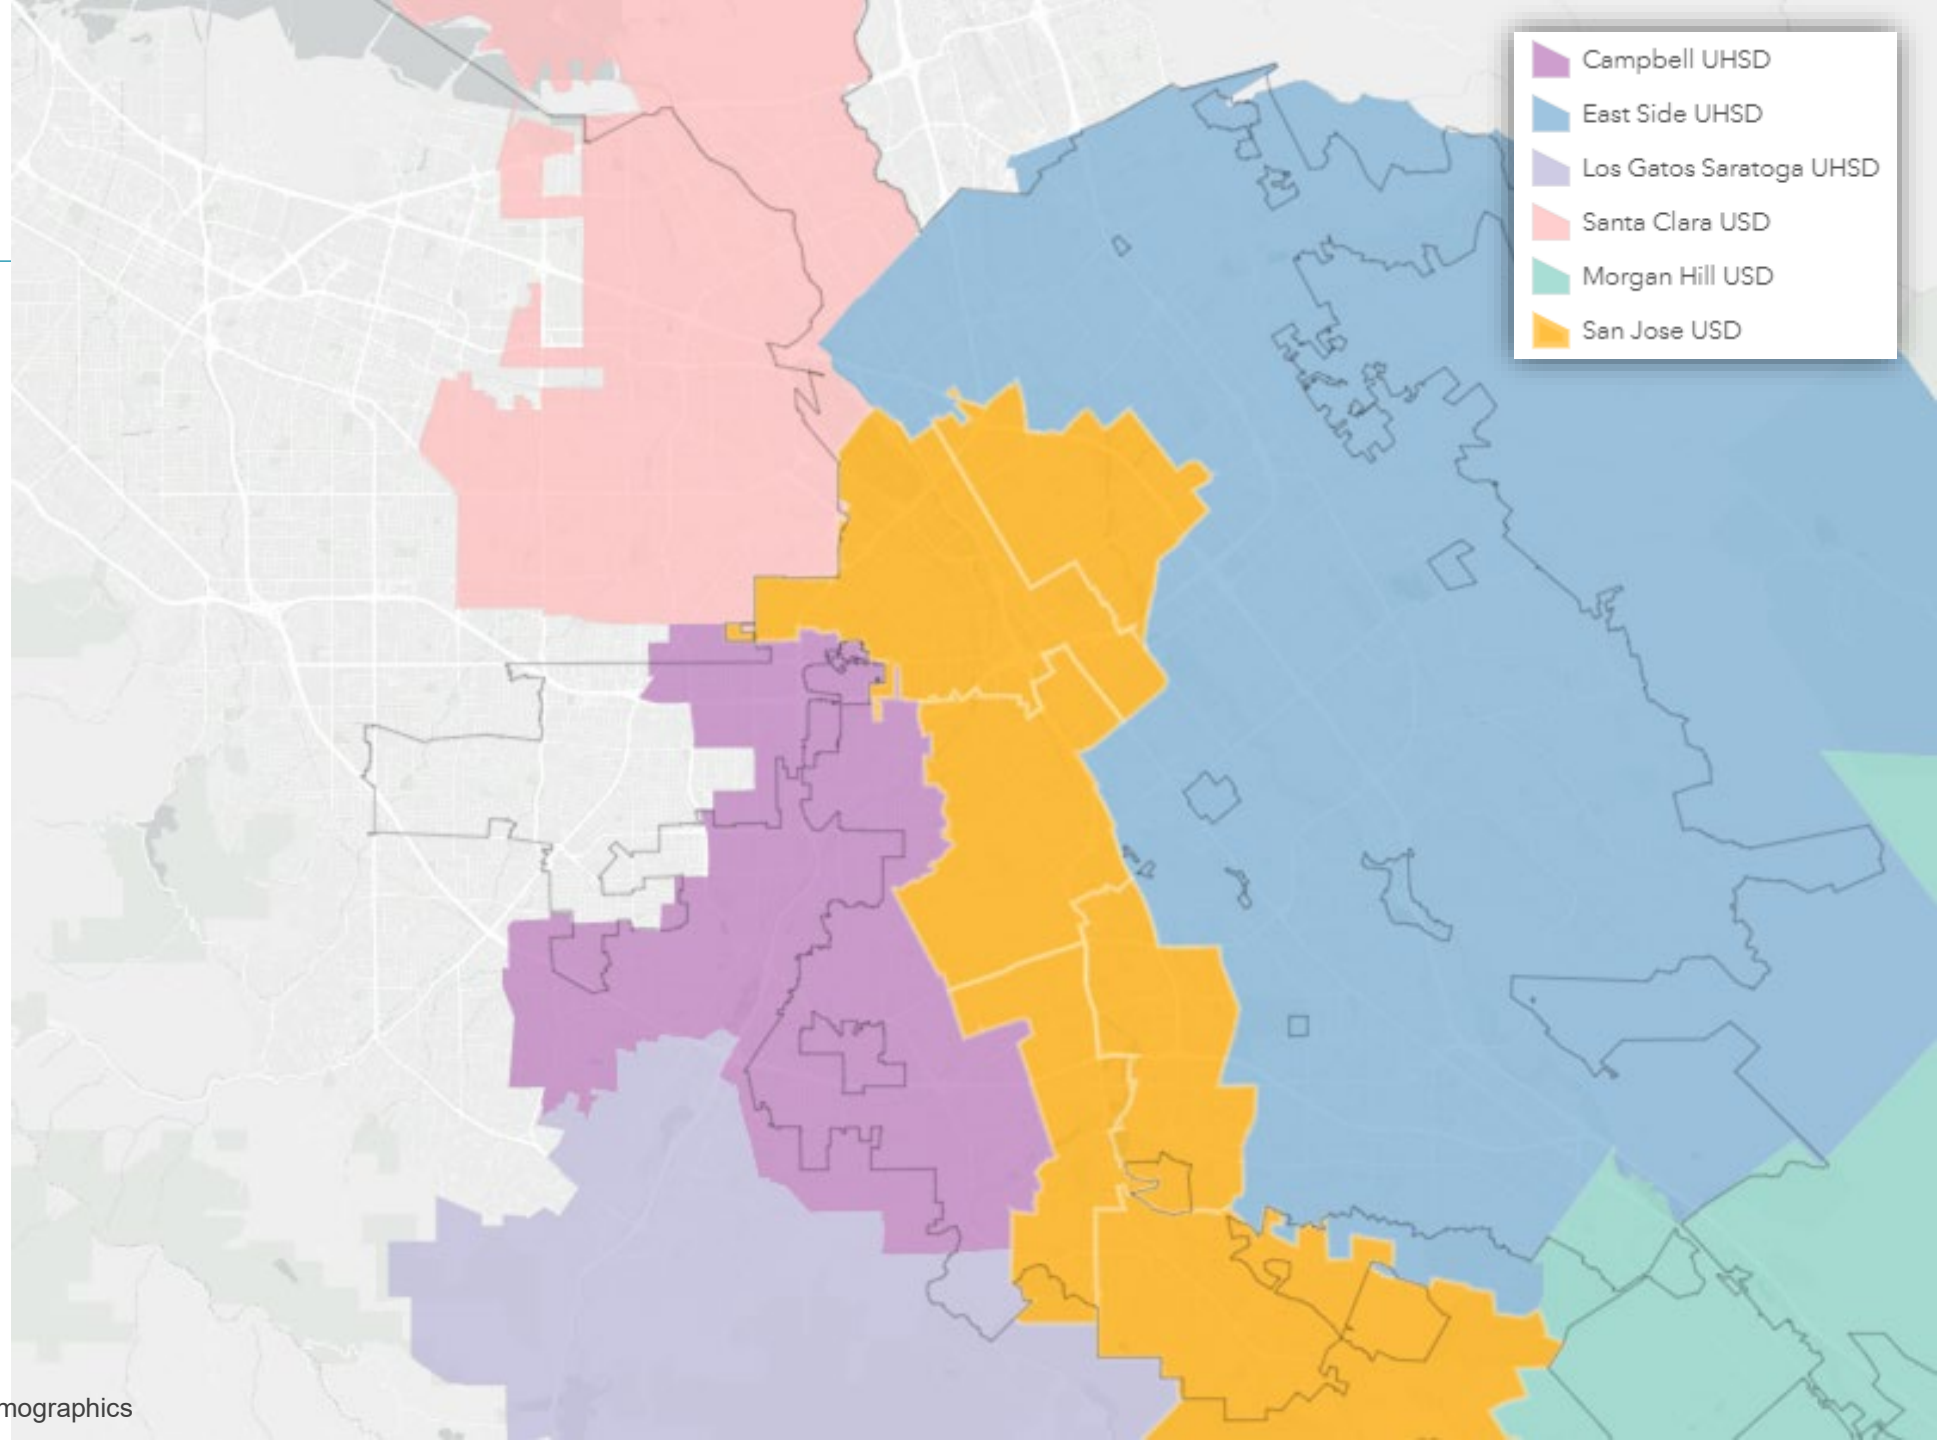 Campbell UHSD
East Side UHSD
Los Gatos Saratoga UHSD
Santa Clara USD
Morgan Hill USD
San Jose USD
mographics